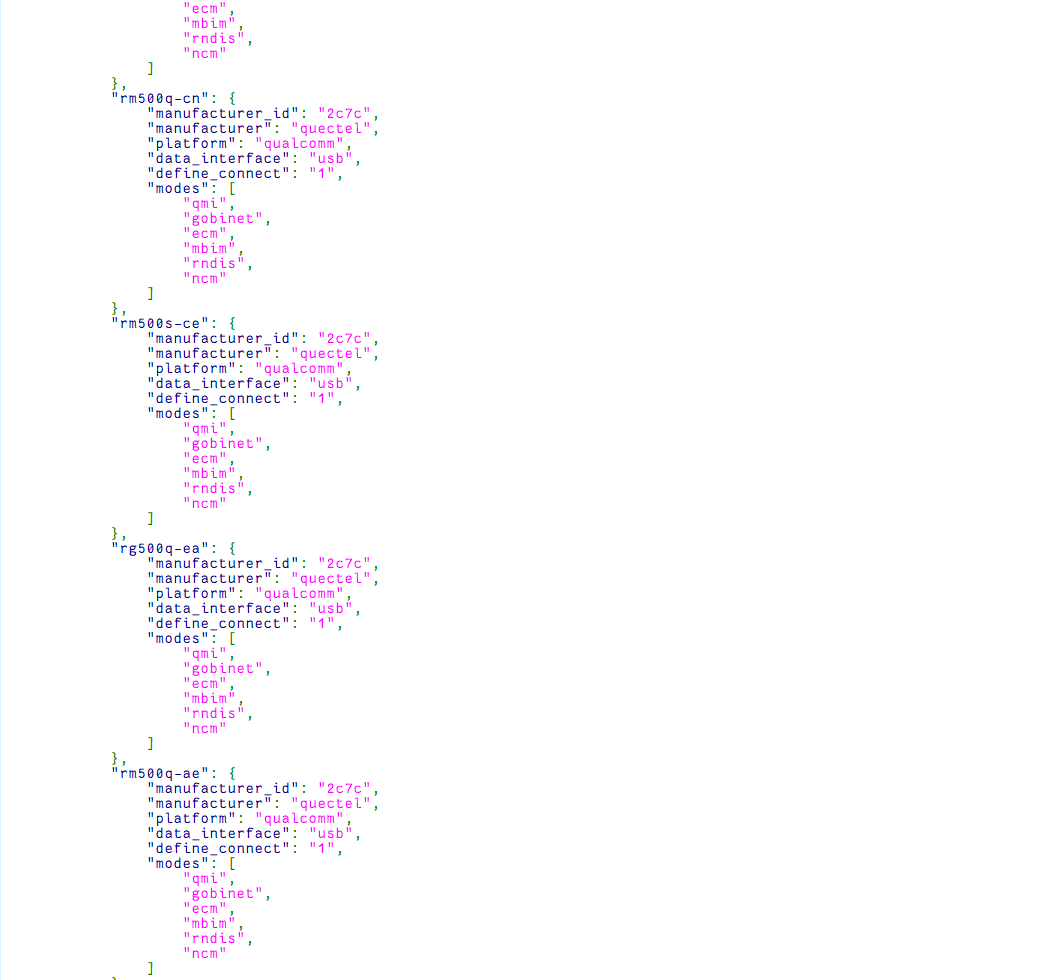 "ecm",
"mbim",
"rndis",
"ncm"
]
},
"rm500q-cn": {
"manufacturer_id": "2c7c",
"manufacturer": "quectel",
"platform": "qualcomm",
"data_interface": "usb",
"define_connect": "1",
"modes": [
"qmi",
"gobinet",
"ecm",
"mbim",
"rndis",
"ncm"
]
},
"rm500s-ce": {
"manufacturer_id": "2c7c",
"manufacturer": "quectel",
"platform": "qualcomm",
"data_interface": "usb",
"define_connect": "1",
"modes": [
"qmi",
"gobinet",
"ecm",
"mbim",
"rndis",
"ncm"
]
},
"rg500q-ea": {
"manufacturer_id": "2c7c",
"manufacturer": "quectel",
"platform": "qualcomm",
"data_interface": "usb",
"define_connect": "1",
"modes": [
"qmi",
"gobinet",
"ecm",
"mbim",
"rndis",
"ncm"
]
},
"rm500q-ae": {
"manufacturer_id": "2c7c",
"manufacturer": "quectel",
"platform": "qualcomm",
"data_interface": "usb",
"define_connect": "1",
"modes": [
"qmi",
"gobinet",
"ecm",
"mbim",
"rndis",
"ncm"
]